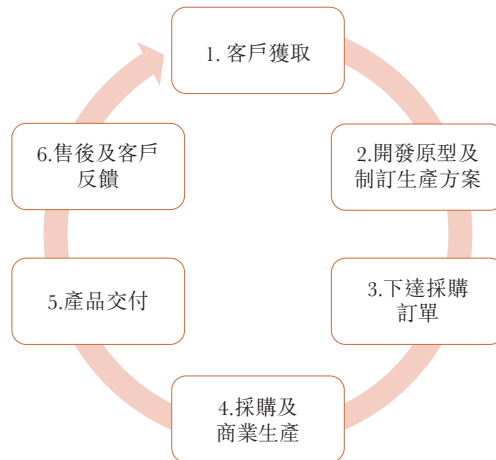 1. 客戶獲取
2.開發原型及
制訂生產方案
3.下達採購
訂單
4.採購及
商業生產
5.產品交付
6.售後及客戶
反饋